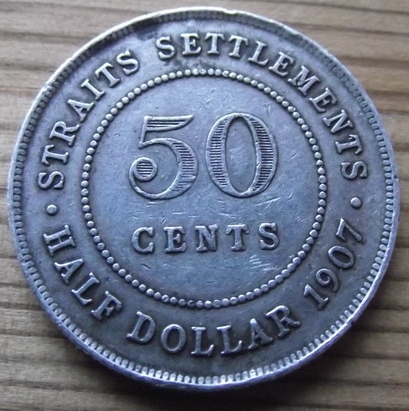 STRAITS SETTLEMENTS
50
CENTS
HALF DOLLAR 1907